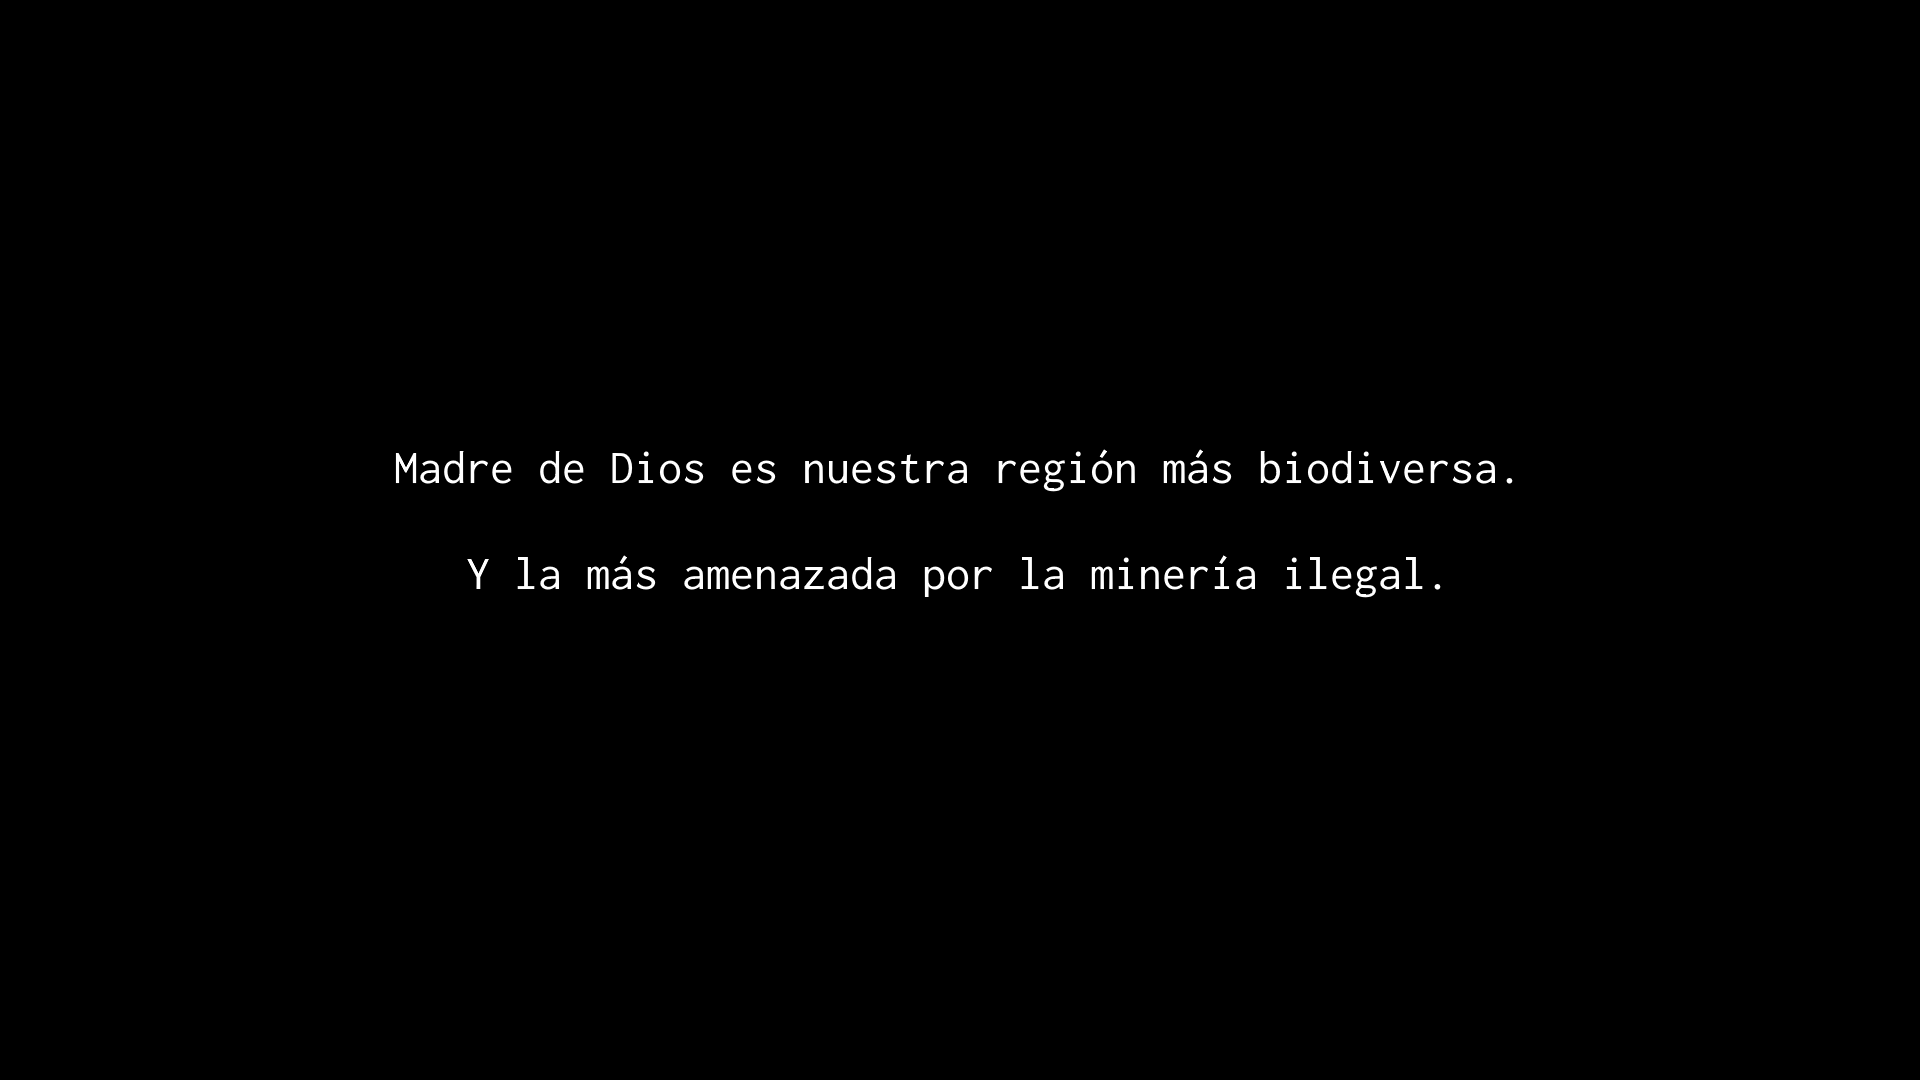 Madre de Dios es nuestra región más biodiversa.
Y la más amenazada por la minería ilegal.